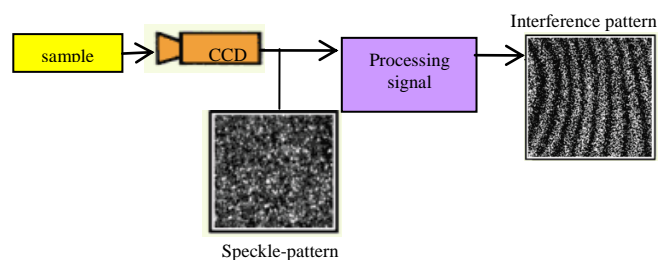 Interference pattern
sample
CCD
Processing
signal
Speckle-pattern